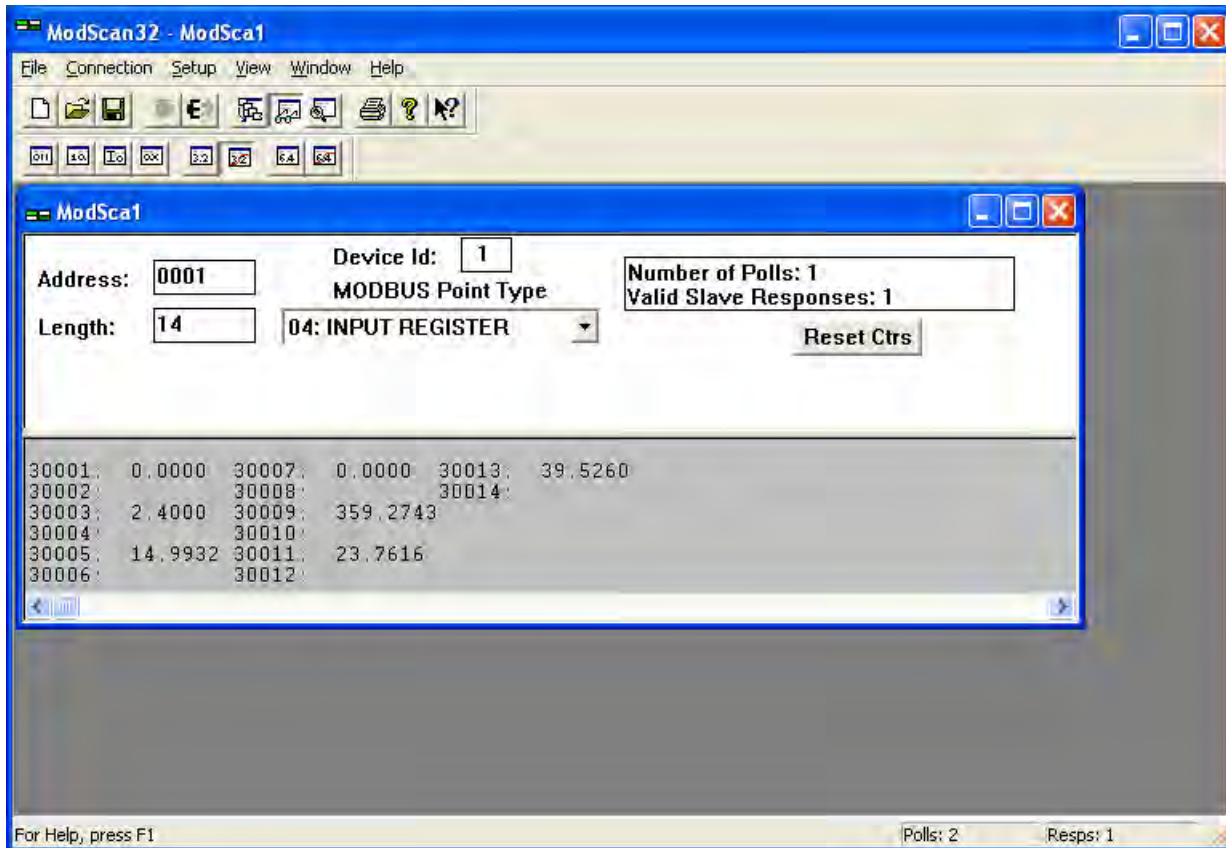 ModScan32 - ModSca1
File Connection Setup View Window Help
ModSca1
Address: 0001
Device Id: 1
MODBUS Point Type
Length: 14
04: INPUT REGISTER
Number of Polls: 1
Valid Slave Responses: 1
Reset Ctrs
30001: 0.0000 30007: 0.0000 30013: 39.5260
30002: 30008: 30014:
30003: 2.4000 30009: 359.2743
30004: 30010:
30005: 14.9932 30011: 23.7616
30006: 30012:
For Help, press F1
Polls: 2
Resps: 1